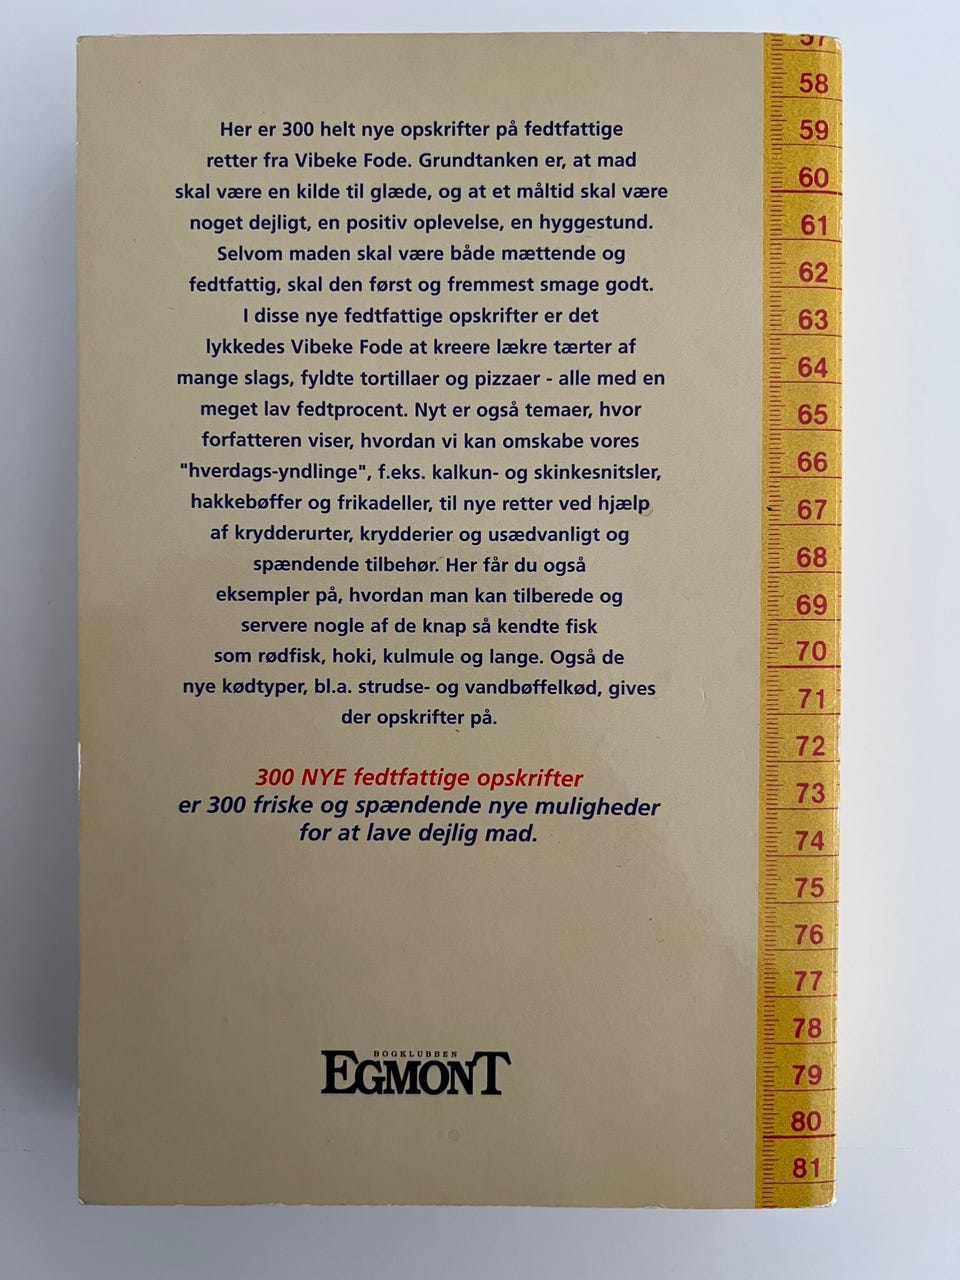 Her er 300 helt nye opskrifter på fedtfattige
retter fra Vibeke Fode. Grundtanken er, at mad
skal være en kilde til glæde, og at et måltid skal være
noget dejligt, en positiv oplevelse, en hyggestund.
Selvom maden skal være både mættende og
fedtfattig, skal den først og fremmest smage godt.
I disse nye fedtfattige opskrifter er det
lykkedes Vibeke Fode at kreere lækre tærter af
mange slags, fyldte tortillaer og pizzaer - alle med en
meget lav fedtprocent. Nyt er også temaer, hvor
forfatteren viser, hvordan vi kan omskabe vores
"hverdags-yndlinge", f.eks. kalkun- og skinkesnitsler,
hakkebøffer og frikadeller, til nye retter ved hjælp
af krydderurter, krydderier og usædvanligt og
spændende tilbehør. Her får du også
eksempler på, hvordan man kan tilberede og
servere nogle af de knap så kendte fisk
som rødfisk, hoki, kulmule og lange. Også de
nye kødtyper, bl.a. strudse- og vandbøffelkød, gives
der opskrifter på.
300 NYE fedtfattige opskrifter
er 300 friske og spændende nye muligheder
for at lave dejlig mad.
BOGKLUBBEN
EGMONT
57
58
59
60
61
62
63
64
65
66
67
68
69
70
71
72
73
74
75
76
77
78
79
80
81